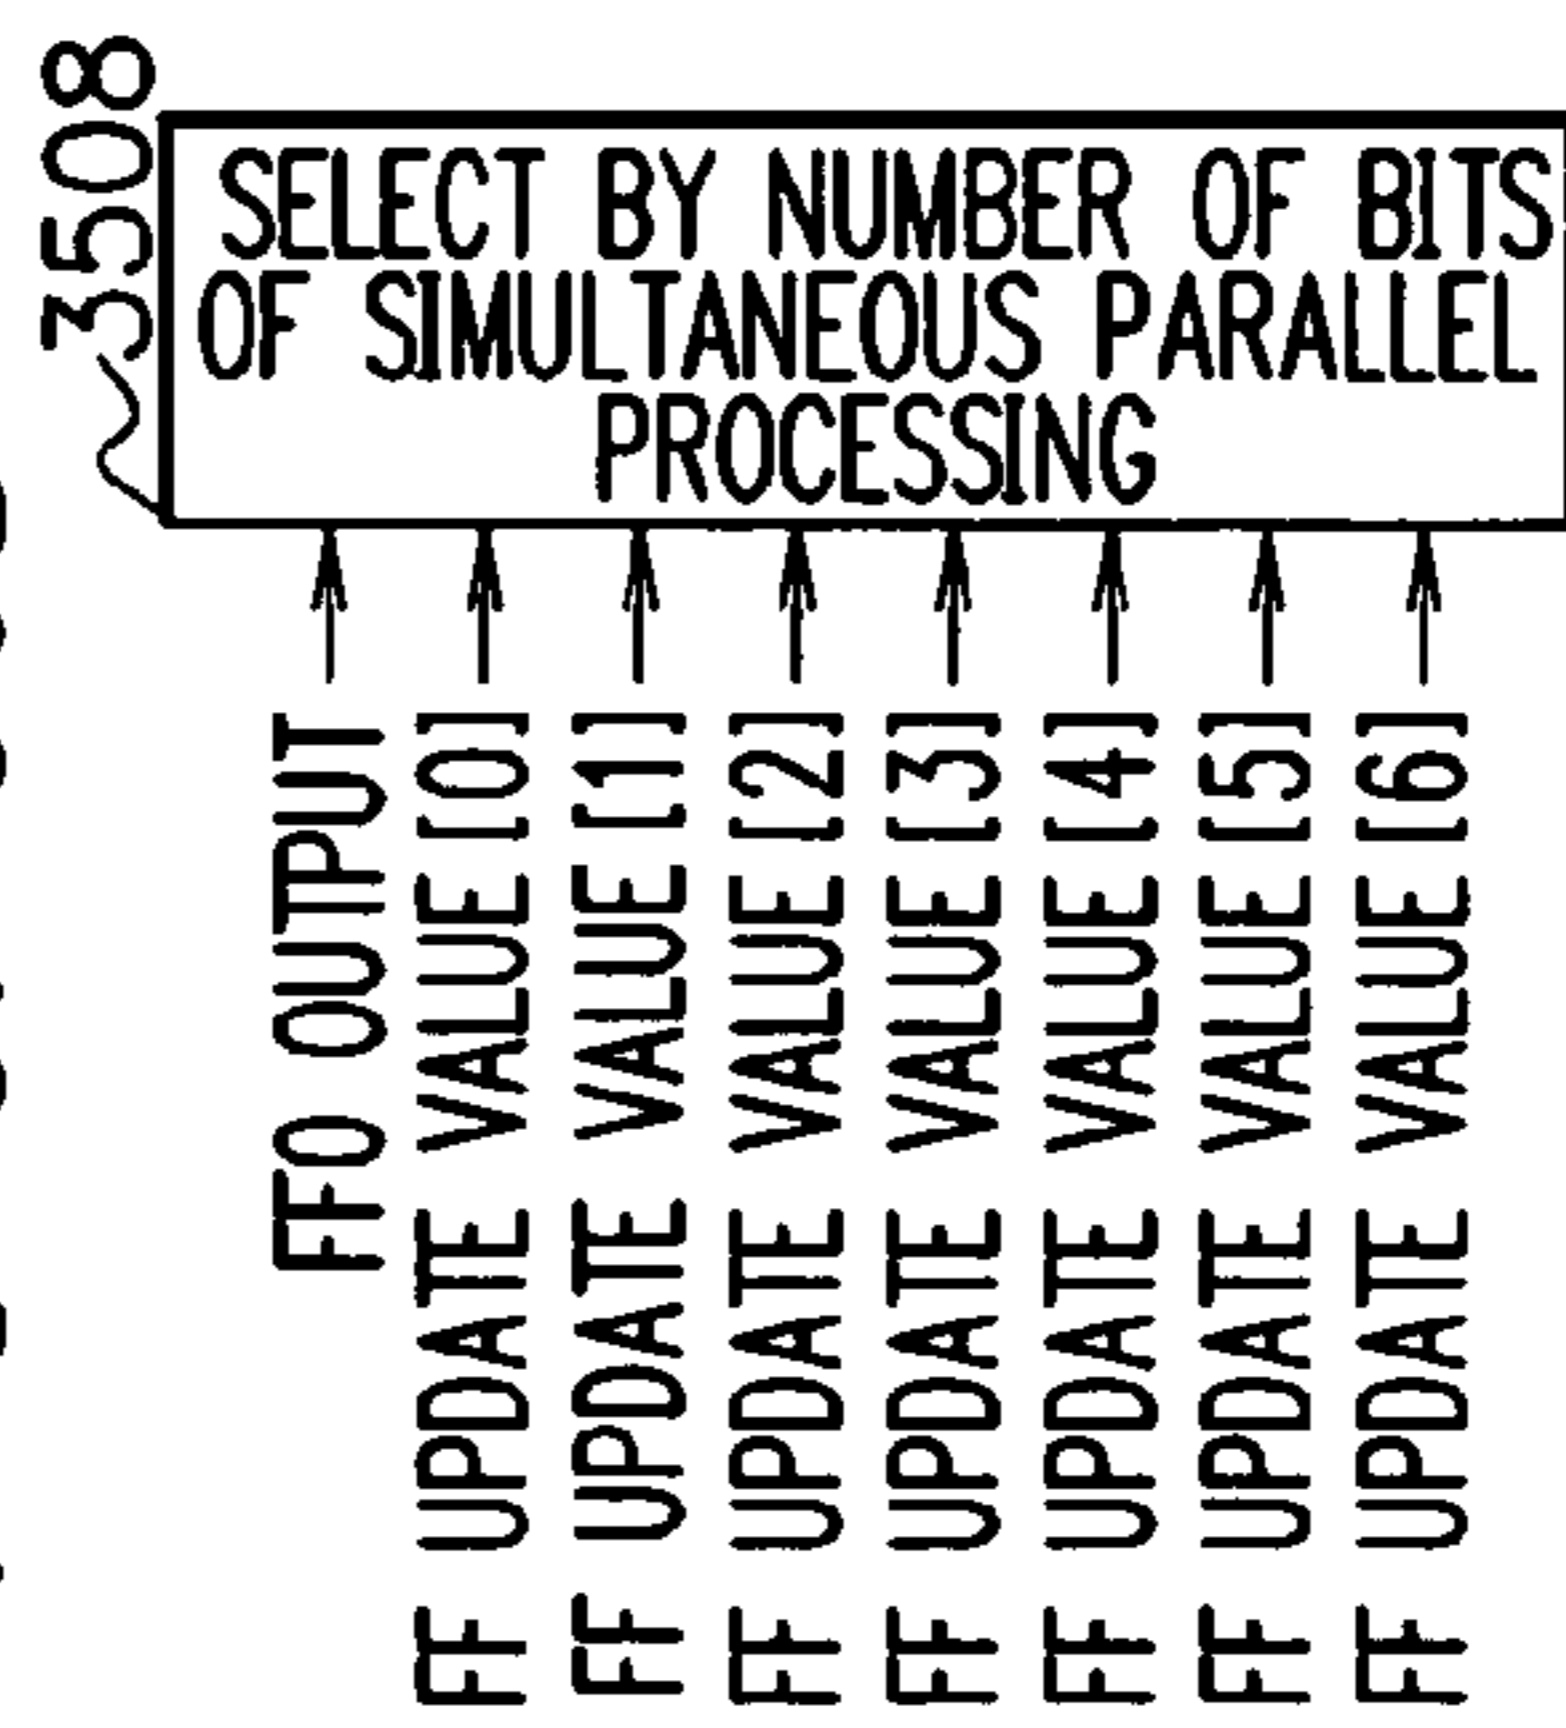 3508
SELECT BY NUMBER OF BITS
OF SIMULTANEOUS PARALLEL
PROCESSING
FF0 OUTPUT
FF UPDATE VALUE [0]
FF UPDATE VALUE [1]
FF UPDATE VALUE [2]
FF UPDATE VALUE [3]
FF UPDATE VALUE [4]
FF UPDATE VALUE [5]
FF UPDATE VALUE [6]